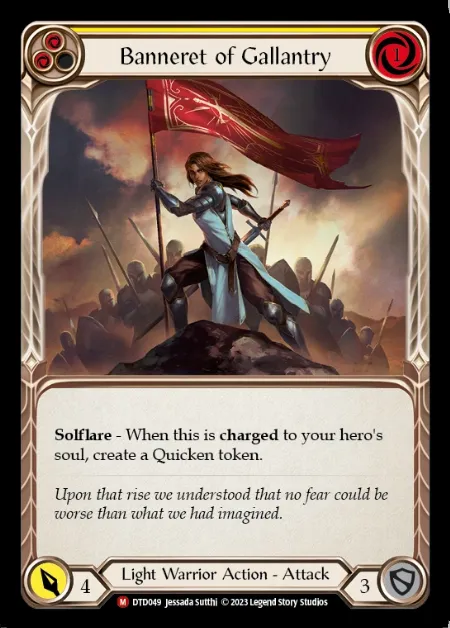 Banneret of Gallantry
1
Solflare - When this is charged to your hero's
soul, create a Quicken token.
Upon that rise we understood that no fear could be
worse than what we had imagined.
4
Light Warrior Action - Attack
3
M DTD049 Jessada Sutthi © 2023 Legend Story Studios